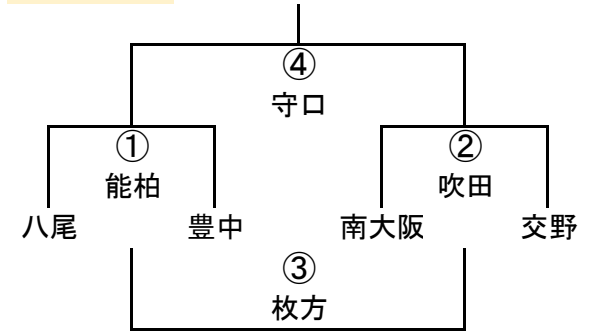 ④
守口
①
②
能柏
吹田
八尾
豊中
南大阪
交野
③
枚方